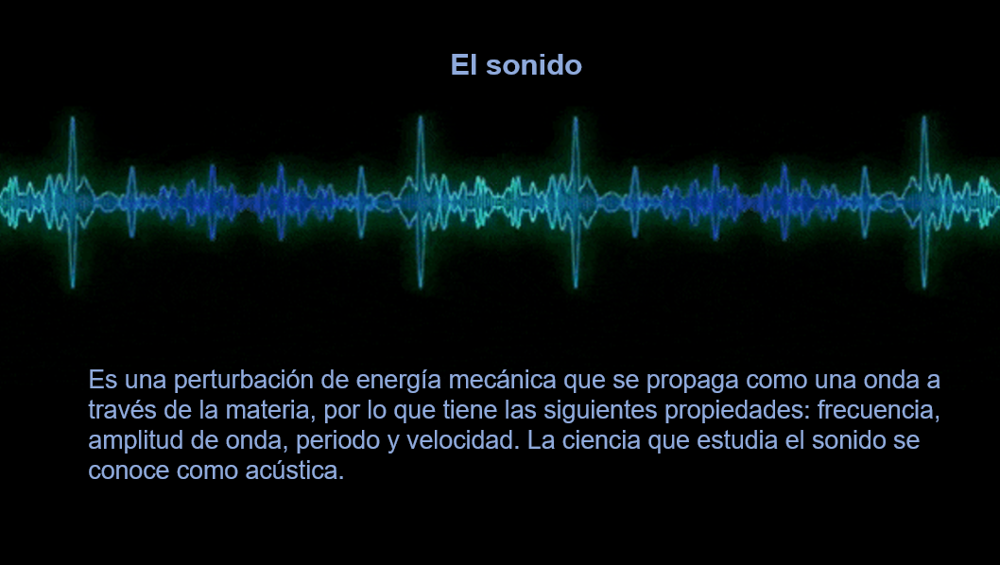 El sonido
Es una perturbación de energía mecánica que se propaga como una onda a
través de la materia, por lo que tiene las siguientes propiedades: frecuencia,
amplitud de onda, periodo y velocidad. La ciencia que estudia el sonido se
conoce como acústica.